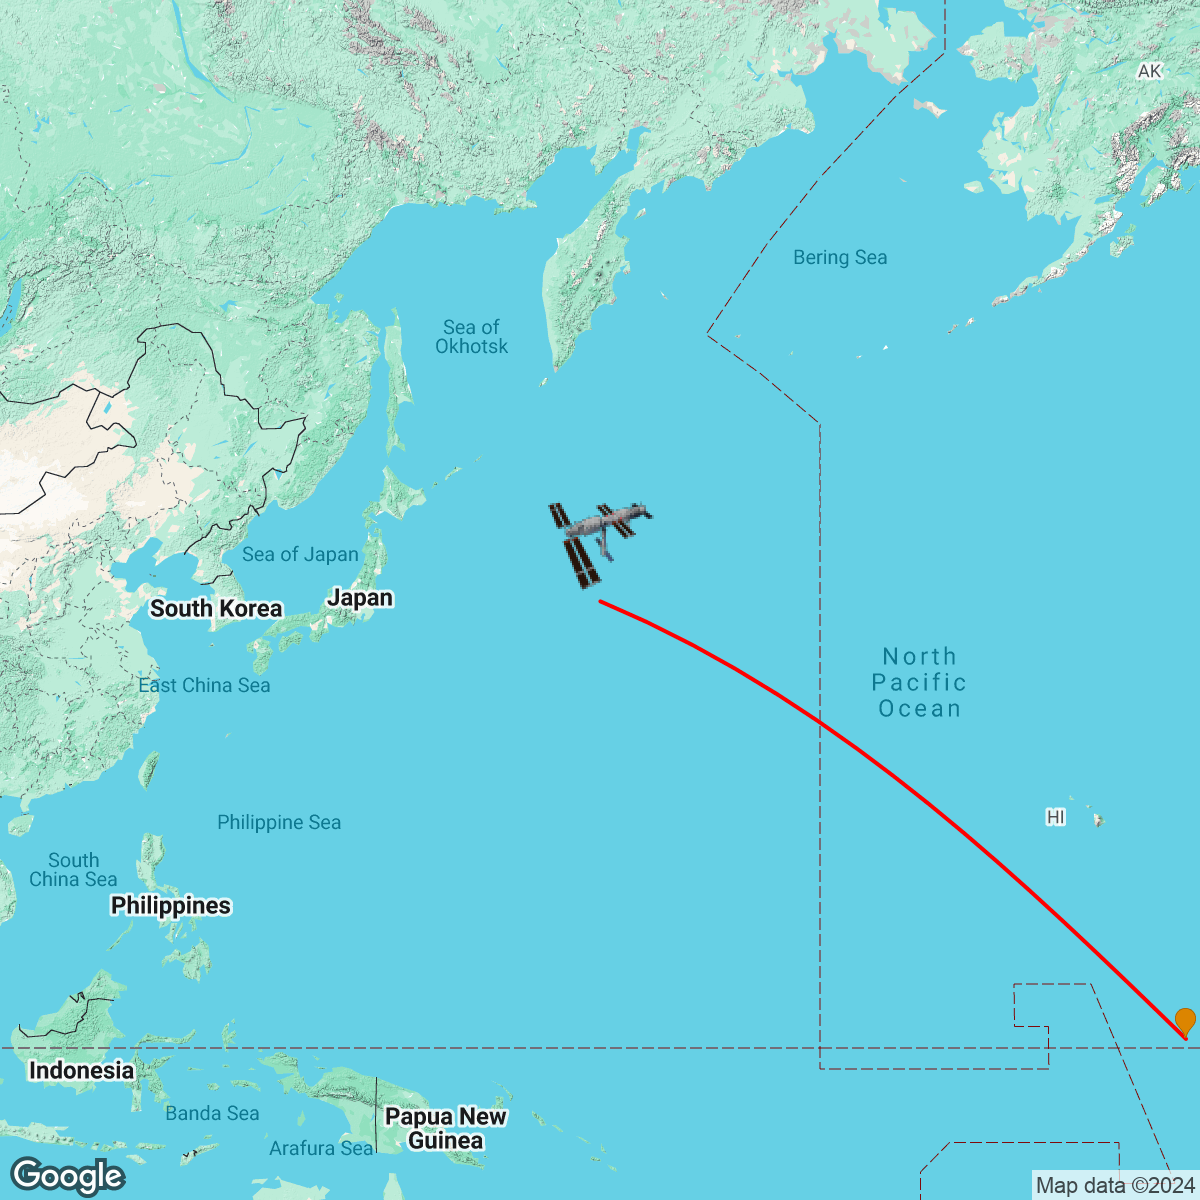 AK
Bering Sea
Sea of
Okhotsk
Sea of Japan
Japan
South Korea
North
Pacific
Ocean
East China Sea
HI
Philippine Sea
South
China Sea
Philippines
Indonesia
Banda Sea
Papua New
Guinea
Arafura Sea
Google
Map data ©2024